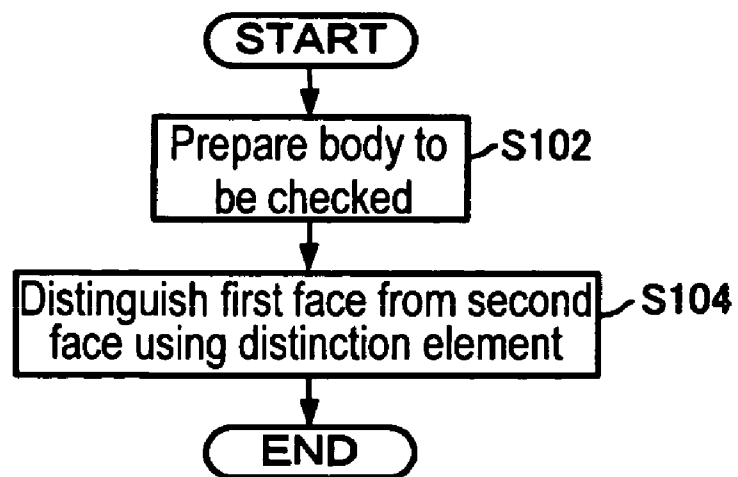 START
Prepare body to
be checked
S102
Distinguish first face from second
face using distinction element
S104
END